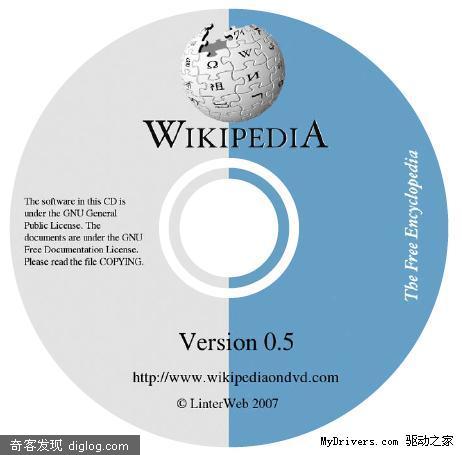 WIKIPEDIA
The software in this CD is
under the GNU General
Public License. The
documents are under the GNU
Free Documentation License.
Please read the file COPYING.
The Free Encyclopedia
Version 0.5
http://www.wikipediaondvd.com
© LinterWeb 2007
奇客发现 diglog.com
MyDrivers.com 驱动之家